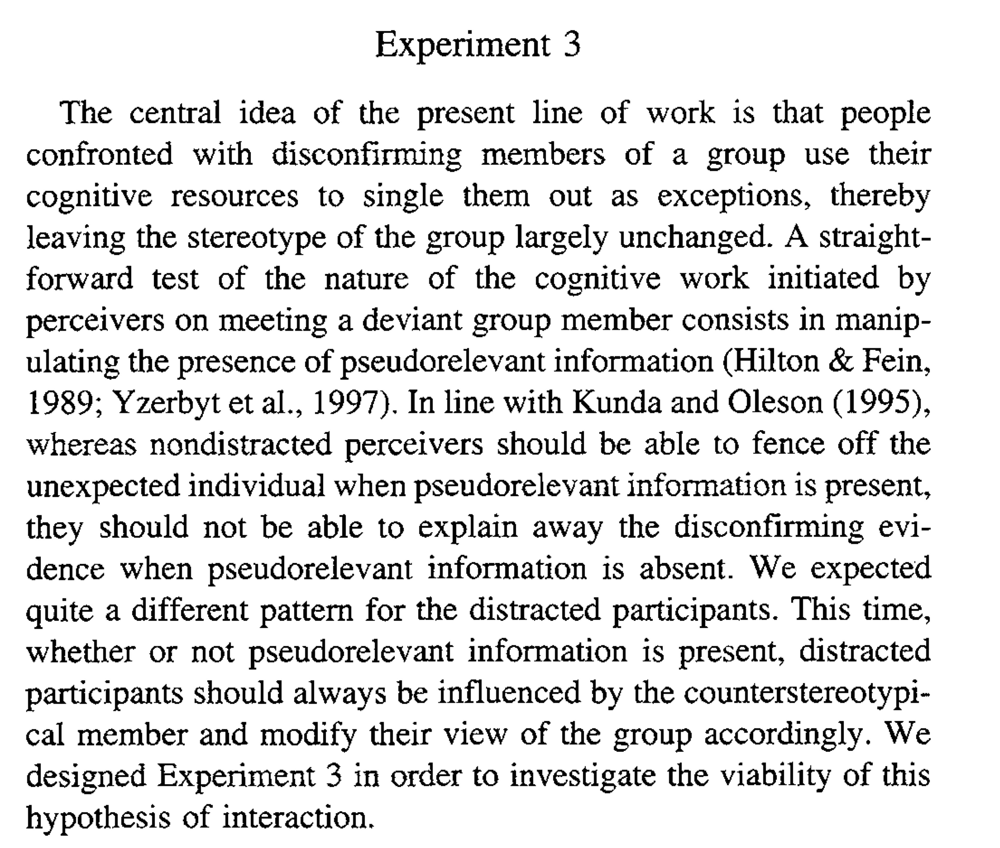 Experiment 3
The central idea of the present line of work is that people
confronted with disconfirming members of a group use their
cognitive resources to single them out as exceptions, thereby
leaving the stereotype of the group largely unchanged. A straight-
forward test of the nature of the cognitive work initiated by
perceivers on meeting a deviant group member consists in manip-
ulating the presence of pseudorelevant information (Hilton & Fein,
1989; Yzerbyt et al., 1997). In line with Kunda and Oleson (1995),
whereas nondistracted perceivers should be able to fence off the
unexpected individual when pseudorelevant information is present,
they should not be able to explain away the disconfirming evi-
dence when pseudorelevant information is absent. We expected
quite a different pattern for the distracted participants. This time,
whether or not pseudorelevant information is present, distracted
participants should always be influenced by the counterstereotypi-
cal member and modify their view of the group accordingly. We
designed Experiment 3 in order to investigate the viability of this
hypothesis of interaction.